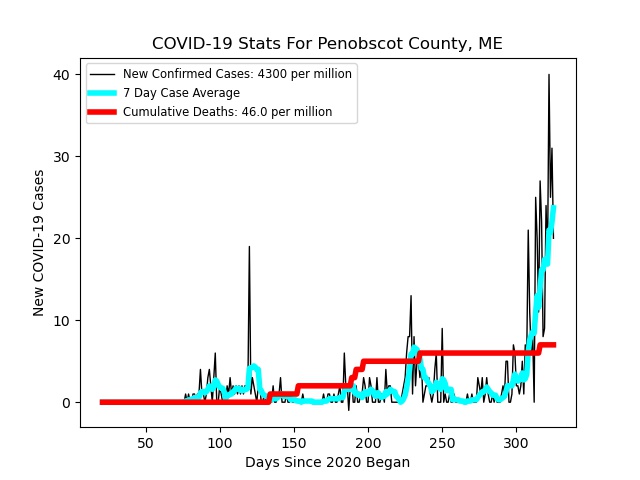 COVID-19 Stats For Penobscot County, ME
New Confirmed Cases: 4300 per million
7 Day Case Average
Cumulative Deaths: 46.0 per million
New COVID-19 Cases
40
30
20
10
0
50 100 150 200 250 300
Days Since 2020 Began